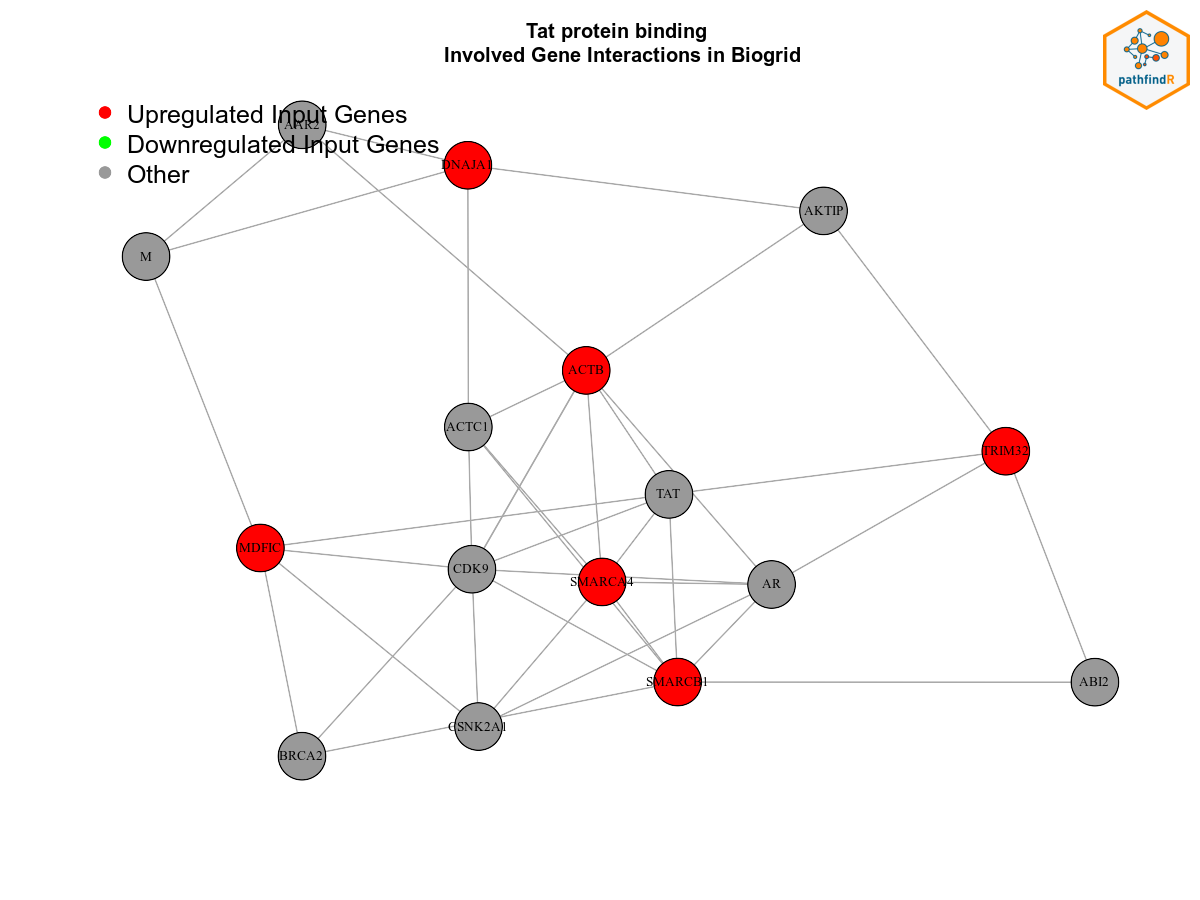 Tat protein binding
Involved Gene Interactions in Biogrid
pathfindR
Upregulated Input Genes
AAR2
Downregulated Input Genes
DNAJA1
Other
AKTIP
M
ACTB
ACTC1
TRIM32
TAT
MDFIC
CDK9
SMARCA4
AR
SMARCB1
ABI2
CSNK2A1
BRCA2